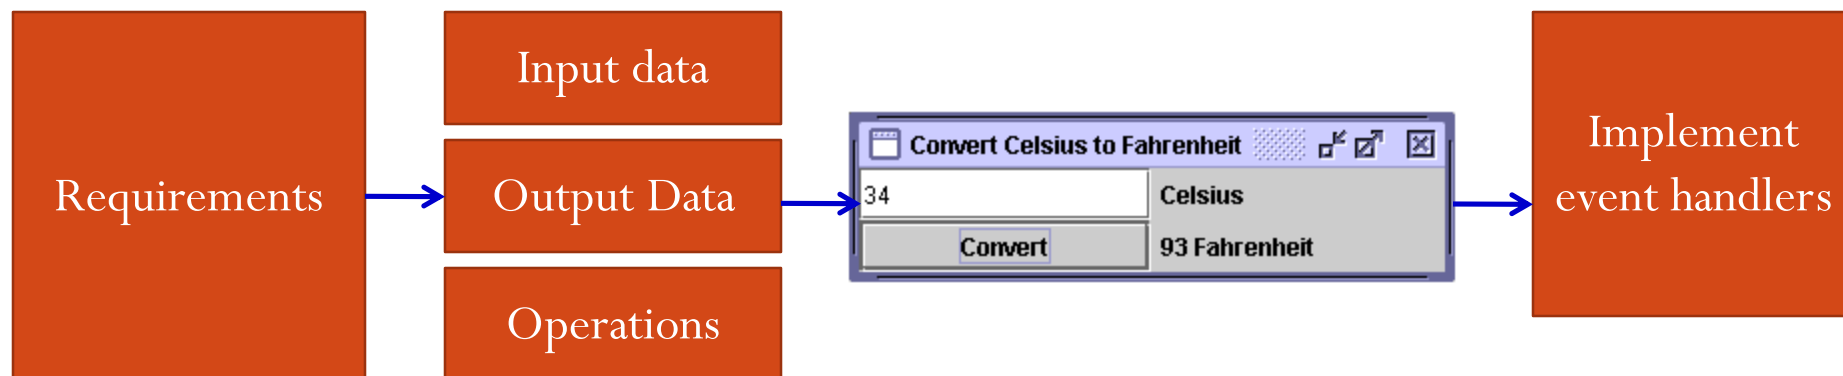 Requirements
Input data
Output Data
Operations
Convert Celsius to Fahrenheit
34
Celsius
Convert
93 Fahrenheit
Implement
event handlers